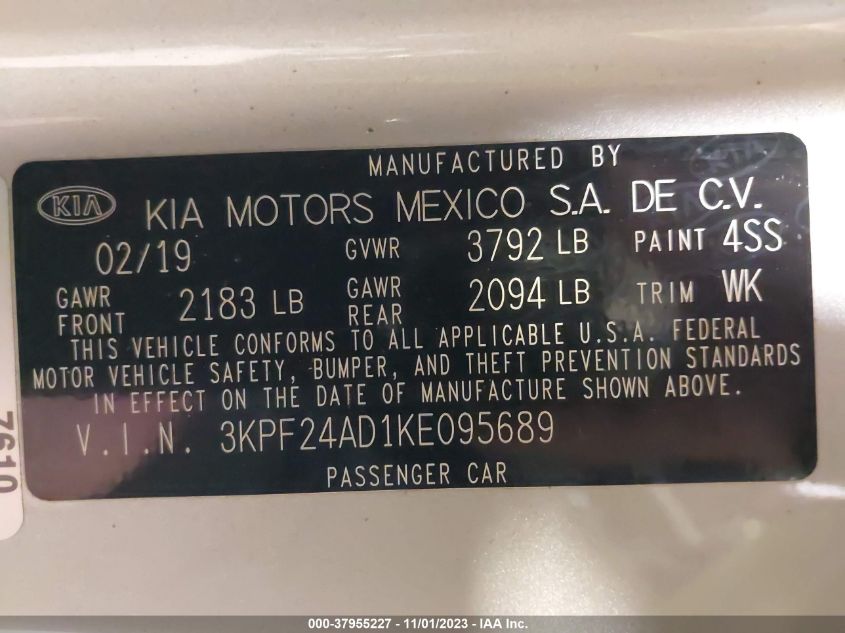 MANUFACTURED BY
KIA KIA MOTORS MEXICO S.A. DE C.V.
02/19 GVWR 3792 LB PAINT 4SS
GAWR FRONT 2183 LB GAWR REAR 2094 LB TRIM WK
THIS VEHICLE CONFORMS TO ALL APPLICABLE U.S.A. FEDERAL
MOTOR VEHICLE SAFETY, BUMPER, AND THEFT PREVENTION STANDARDS
IN EFFECT ON THE DATE OF MANUFACTURE SHOWN ABOVE.
V.I.N. 3KPF24AD1KE095689
PASSENGER CAR
7610
000-37955227 - 11/01/2023 - IAA Inc.